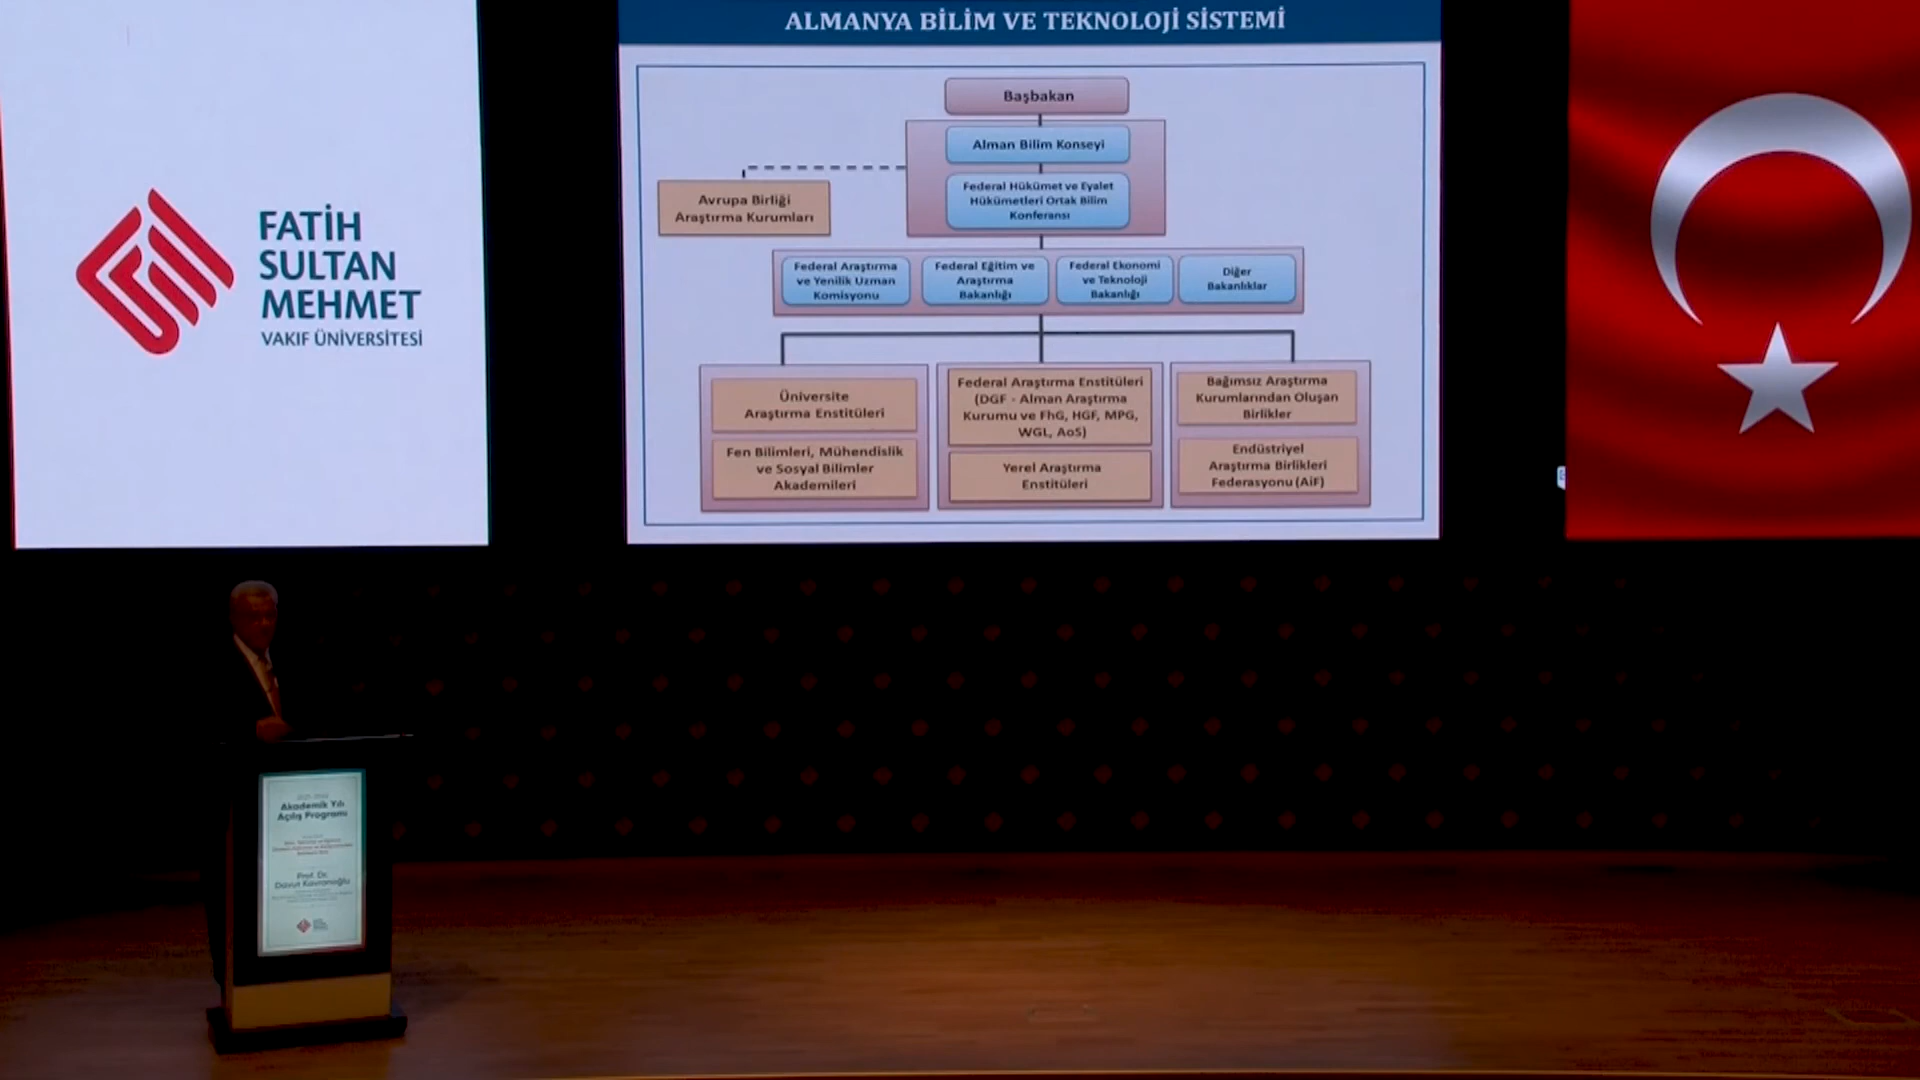 FATİH
SULTAN
MEHMET
VAKIF ÜNİVERSİTESİ
ALMANYA BİLİM VE TEKNOLOJİ SİSTEMİ
Başbakan
Alman Bilim Konseyi
Federal Hükümet ve Eyalet
Hükümetleri Ortak Bilim
Konferansı
Avrupa Birliği
Araştırma Kurumları
Federal Araştırma
ve Yenilik Uzman
Komisyonu
Federal Eğitim ve
Araştırma
Bakanlığı
Federal Ekonomi
ve Teknoloji
Bakanlığı
Diğer
Bakanlıklar
Üniversite
Araştırma Enstitüleri
Fen Bilimleri, Mühendislik
ve Sosyal Bilimler
Akademileri
Federal Araştırma Enstitüleri
(DGF - Alman Araştırma
Kurumu ve FhG, HGF, MPG,
WGL, AoS)
Yerel Araştırma
Enstitüleri
Bağımsız Araştırma
Kurumlarından Oluşan
Birlikler
Endüstriyel
Araştırma Birlikleri
Federasyonu (AiF)
Akademik Yılı
Açılış Programı
Prof. Dr.
Davut Kavranoğlu